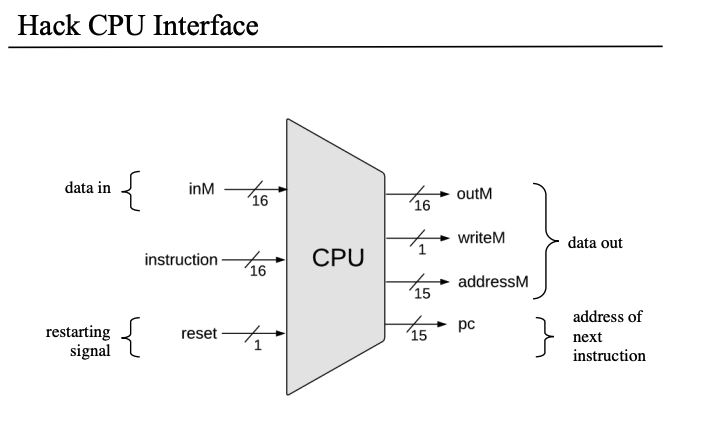 Hack CPU Interface
data in
inM
16
instruction
16
restarting
signal
reset
1
CPU
16
outM
1
writeM
15
addressM
15
pc
data out
address of
next
instruction